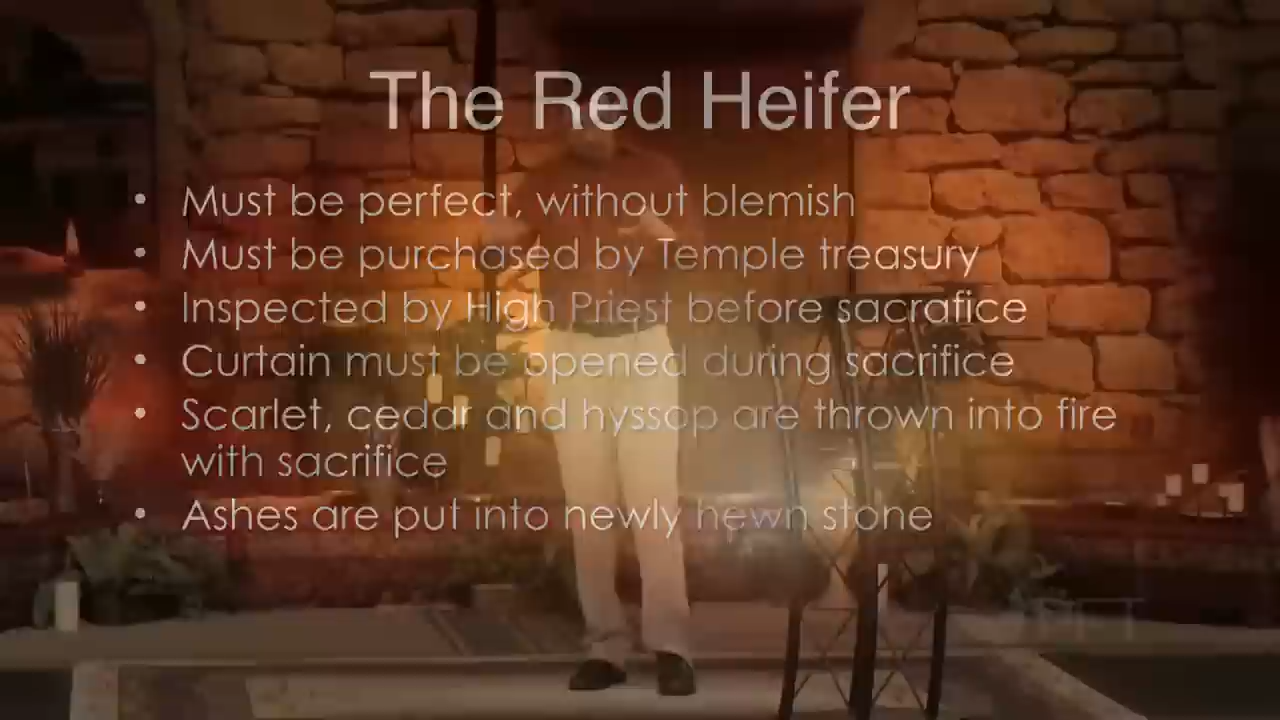 The Red Heifer
• Must be perfect, without blemish
• Must be purchased by Temple treasury
• Inspected by High Priest before sacrafice
• Curtain must be opened during sacrifice
• Scarlet, cedar and hyssop are thrown into fire
with sacrifice
• Ashes are put into newly hewn stone